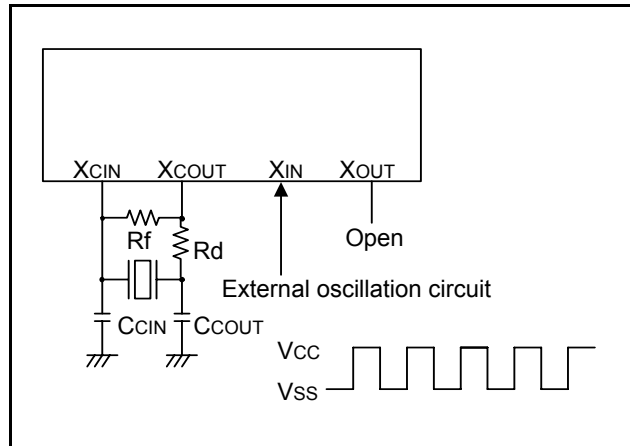 XCIN XCOUT XIN XOUT
Rf
Rd
Open
External oscillation circuit
CCIN CCOUT
VCC
VSS